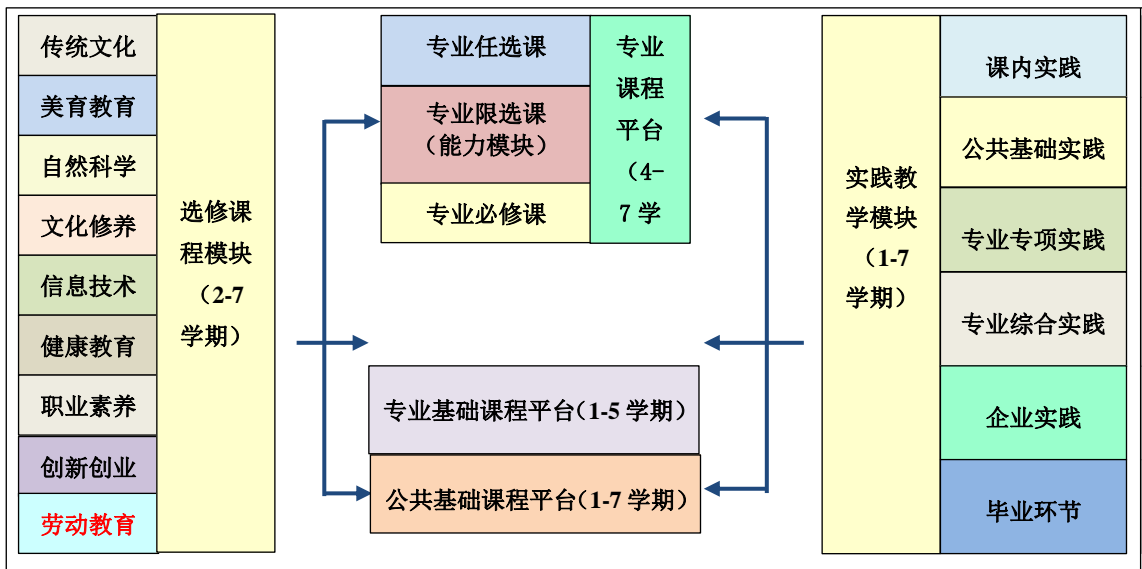 传统文化
美育教育
自然科学
文化修养
信息技术
健康教育
职业素养
创新创业
劳动教育
选修课
程模块
（2-7
学期）
专业任选课
专业限选课
（能力模块）
专业必修课
专业
课程
平台
（4-
7 学
专业基础课程平台（1-5 学期）
公共基础课程平台（1-7 学期）
实践教
学模块
（1-7
学期）
课内实践
公共基础实践
专业专项实践
专业综合实践
企业实践
毕业环节